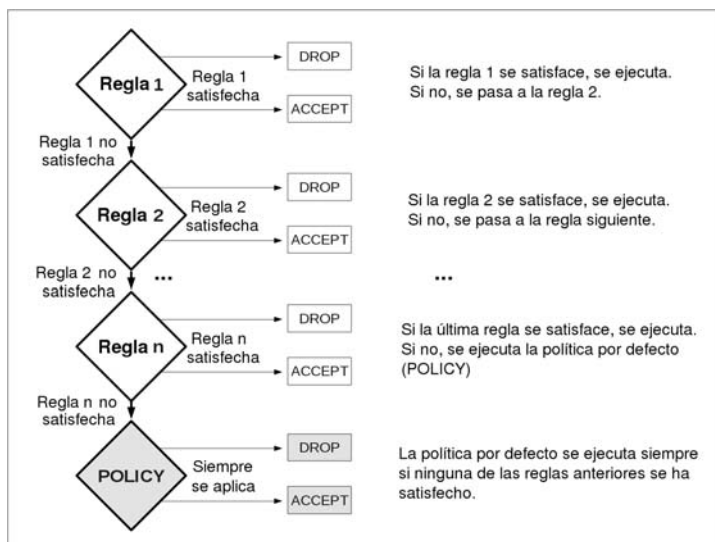 DROP
Regla 1
Regla 1
satisfecha
ACCEPT
Si la regla 1 se satisface, se ejecuta.
Si no, se pasa a la regla 2.
Regla 1 no
satisfecha
DROP
Regla 2
Regla 2
satisfecha
ACCEPT
Si la regla 2 se satisface, se ejecuta.
Si no, se pasa a la regla siguiente.
Regla 2 no
satisfecha
...
...
DROP
Regla n
Regla n
satisfecha
ACCEPT
Si la última regla se satisface, se ejecuta.
Si no, se ejecuta la política por defecto
(POLICY)
Regla n no
satisfecha
DROP
POLICY
Siempre
se aplica
ACCEPT
La política por defecto se ejecuta siempre
si ninguna de las reglas anteriores se ha
satisfecho.